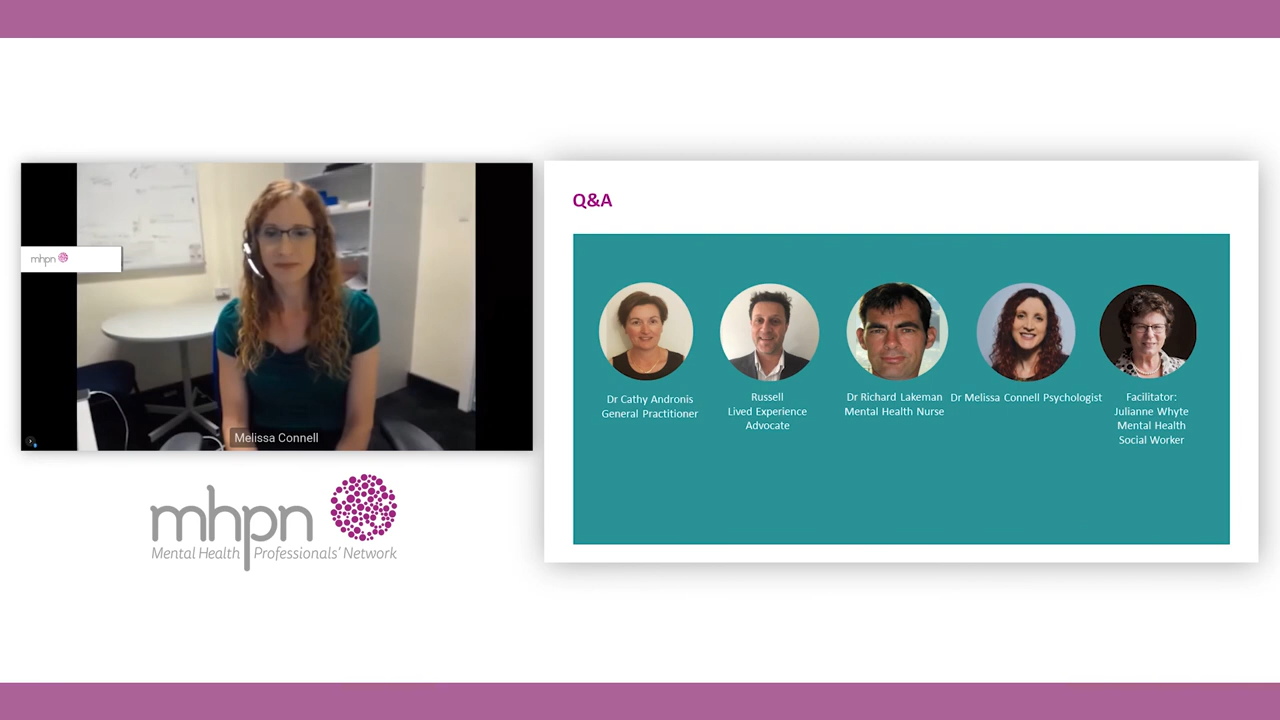 mhpn
Melissa Connell
mhpn
Mental Health Professionals' Network
Q&A
Dr Cathy Andronis
General Practitioner
Russell
Lived Experience
Advocate
Dr Richard Lakeman
Mental Health Nurse
Dr Melissa Connell Psychologist
Facilitator:
Julianne Whyte
Mental Health
Social Worker